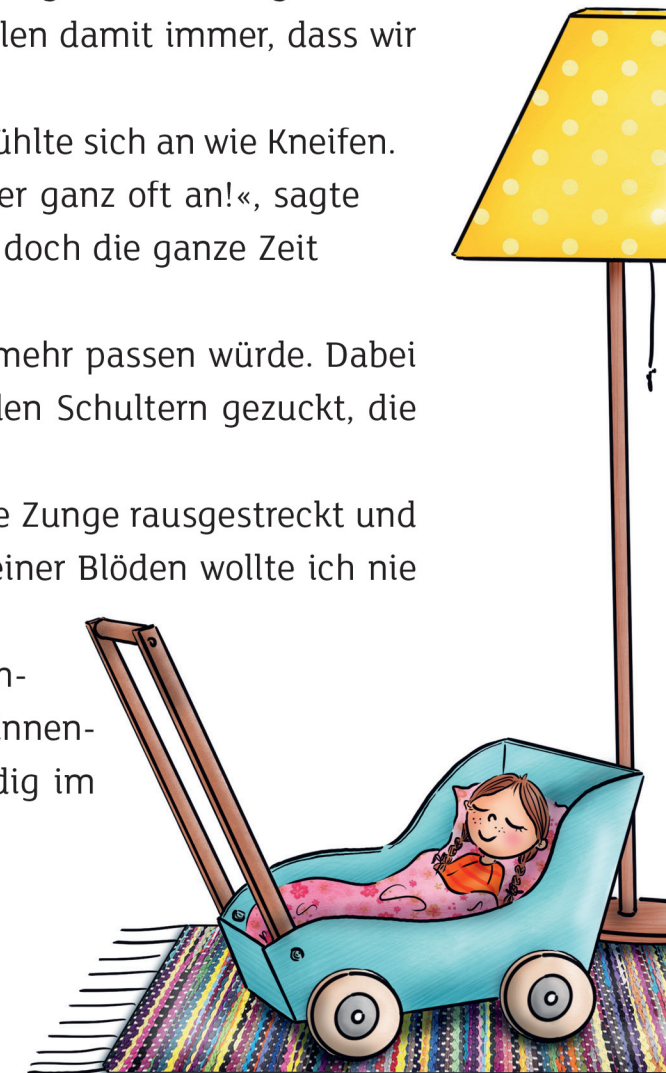 len damit immer, dass wir
ühlte sich an wie Kneifen.
er ganz oft an!«, sagte
doch die ganze Zeit
mehr passen würde. Dabei
den Schultern gezuckt, die
e Zunge rausgestreckt und
einer Blöden wollte ich nie
n-
innen-
dig im